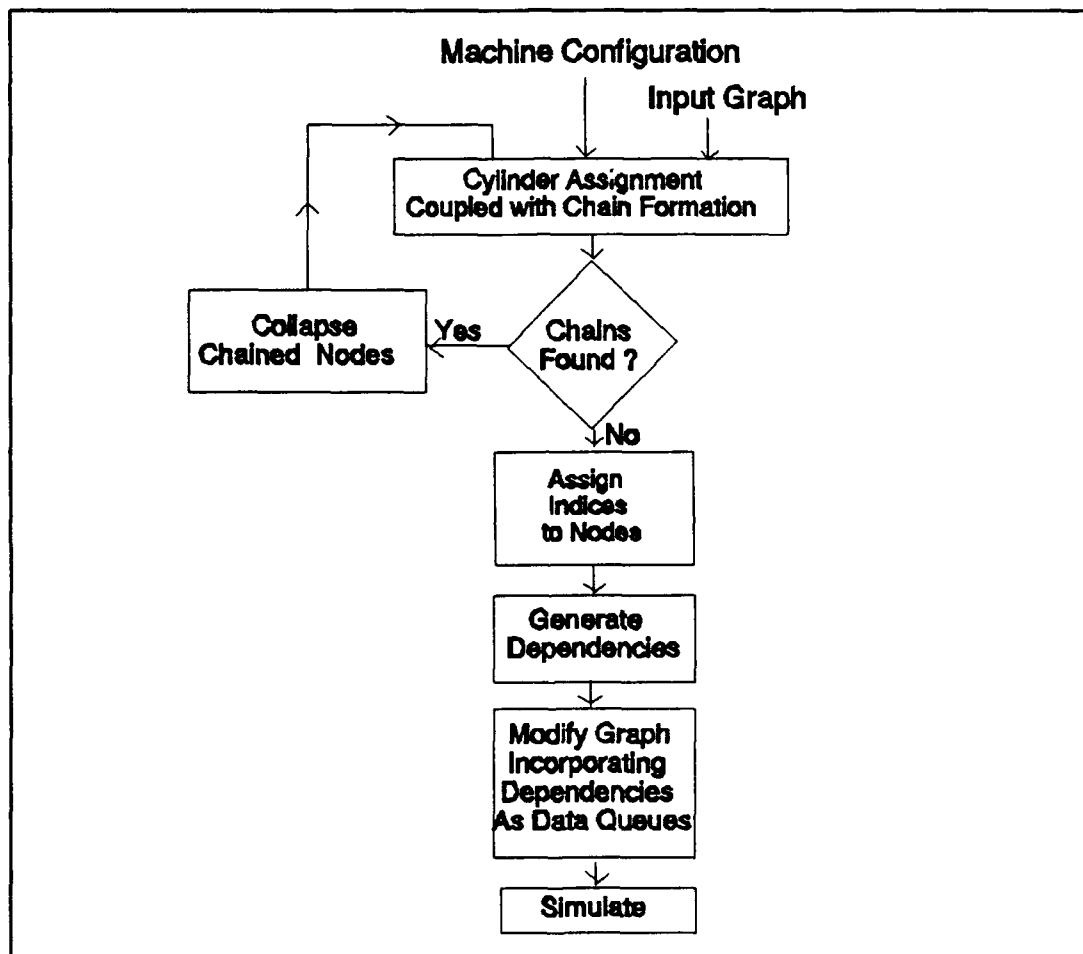 Machine Configuration
Input Graph
Cylinder Assignment
Coupled with Chain Formation
Collapse
Chained Nodes
Yes
Chains
Found ?
No
Assign
Indices
to Nodes
Generate
Dependencies
Modify Graph
Incorporating
Dependencies
As Data Queues
Simulate